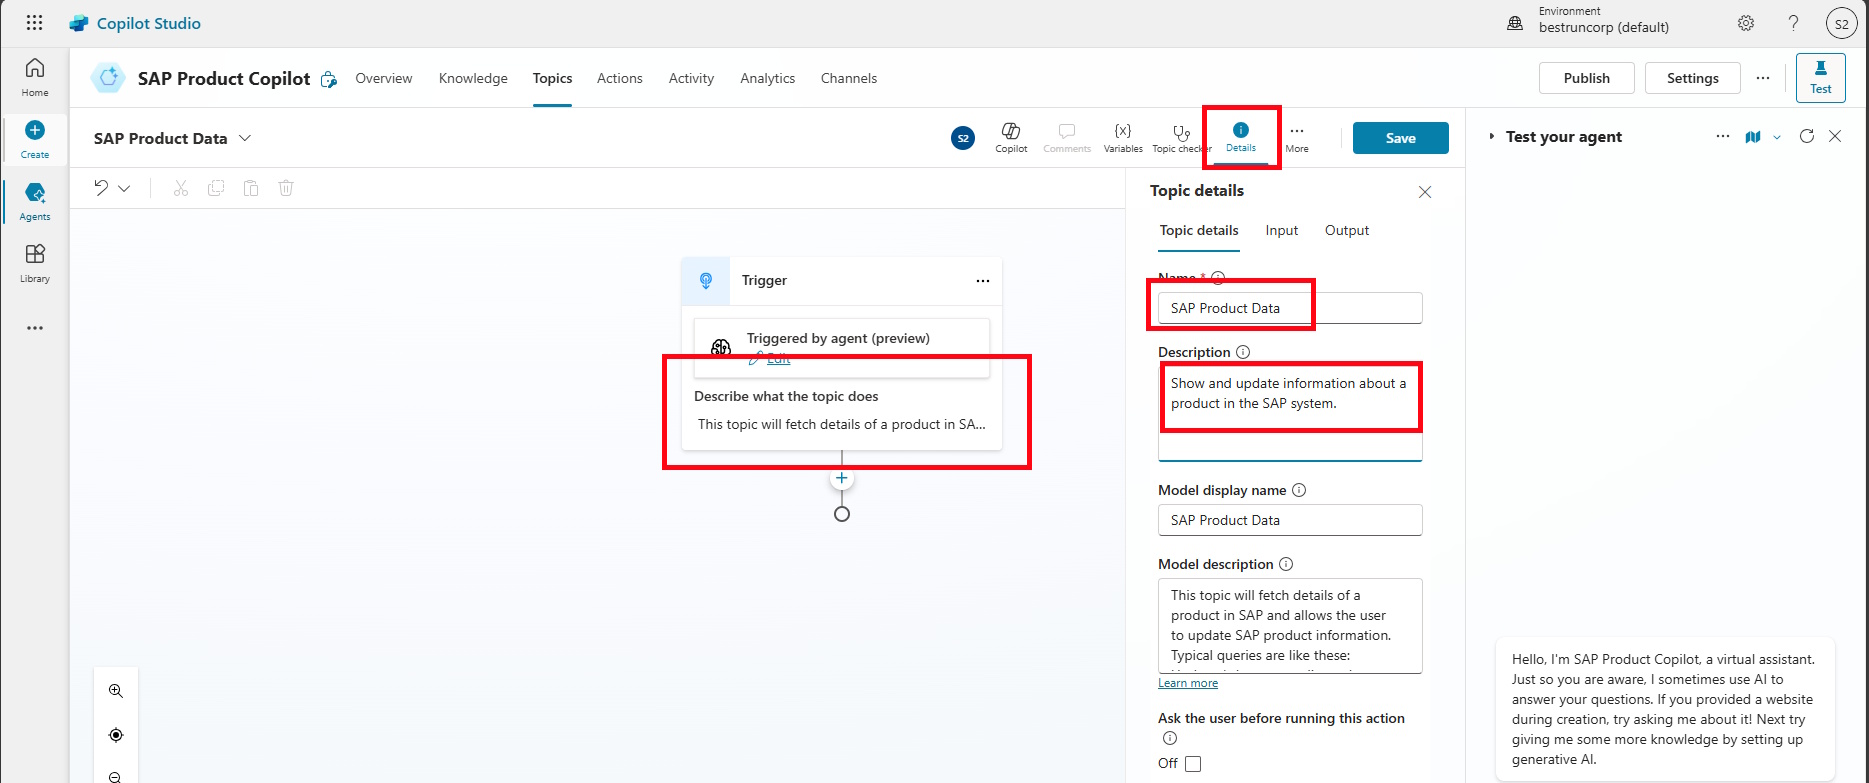 Copilot Studio
Environment
bestruncorp (default)
S2
SAP Product Copilot
Overview
Knowledge
Topics
Actions
Activity
Analytics
Channels
Publish
Settings
Test
Home
Create
Agents
Library
SAP Product Data
S2
Copilot
Comments
{x}
Variables
Topic checker
Details
More
Save
Test your agent
Trigger
Triggered by agent (preview)
Edit
Describe what the topic does
This topic will fetch details of a product in SA...
Topic details
Topic details
Input
Output
Name *
SAP Product Data
Description
Show and update information about a
product in the SAP system.
Model display name
SAP Product Data
Model description
This topic will fetch details of a
product in SAP and allows the user
to update SAP product information.
Typical queries are like these:
Learn more
Ask the user before running this action
Off
Hello, I'm SAP Product Copilot, a virtual assistant.
Just so you are aware, I sometimes use AI to
answer your questions. If you provided a website
during creation, try asking me about it! Next try
giving me some more knowledge by setting up
generative AI.